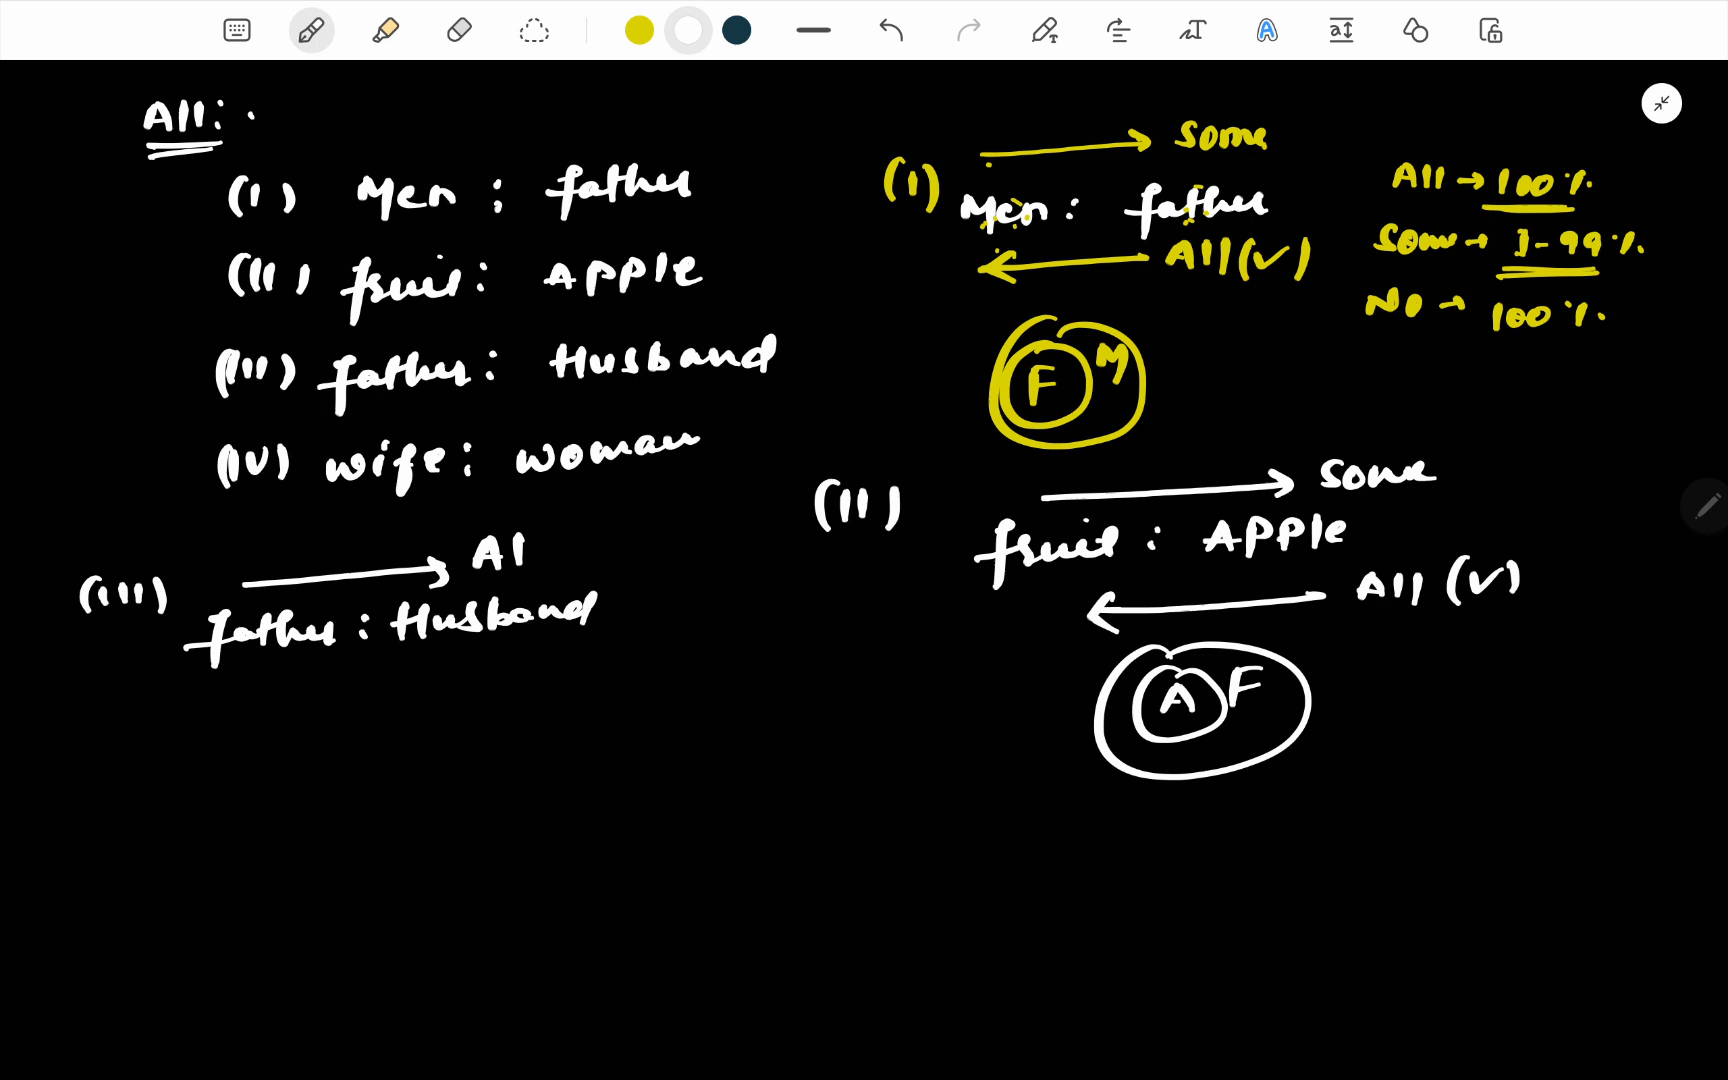 All :
(I) Men : father
(II) fruit : Apple
(III) father : Husband
(IV) wife : woman
(III) Al
father : Husband
Some
(I) Men : father
All (✓)
F M
All → 100 %.
Some → 1 - 99 %.
No → 100 %.
(II) Some
fruit : Apple
All (✓)
A F